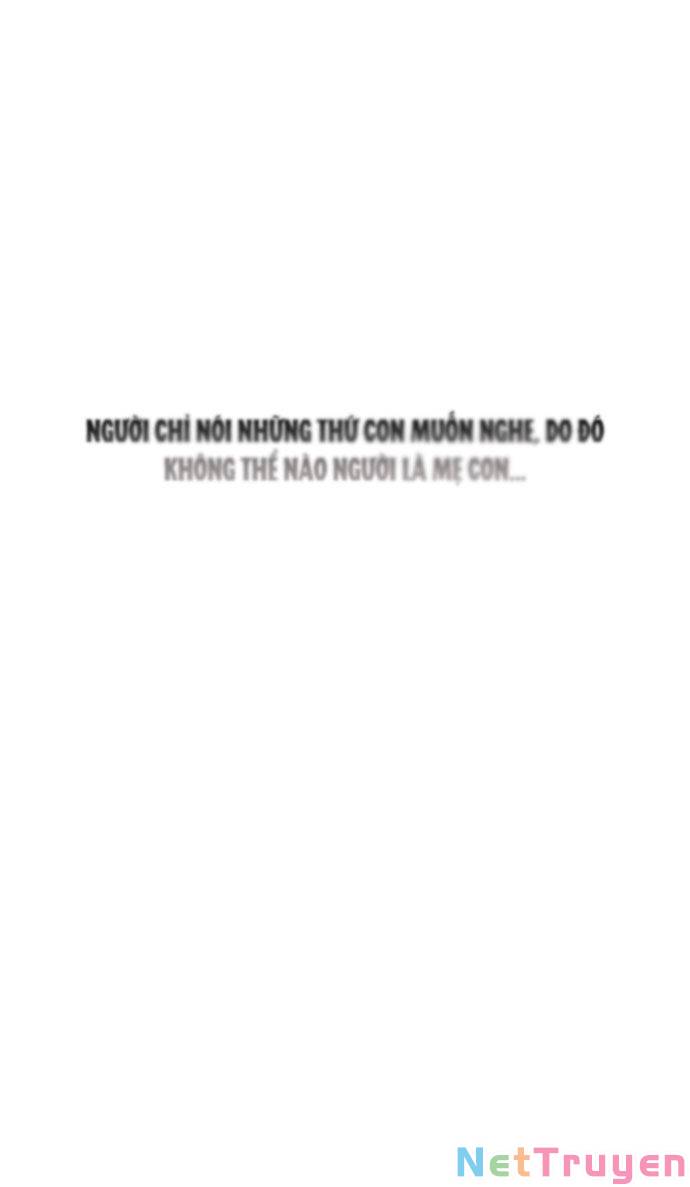 NGƯỜI CHỈ NÓI NHỮNG THỨ CON MUỐN NGHE, DO ĐÓ
KHÔNG THỂ NÀO NGƯỜI LÀ MẸ CON...
NetTruyen